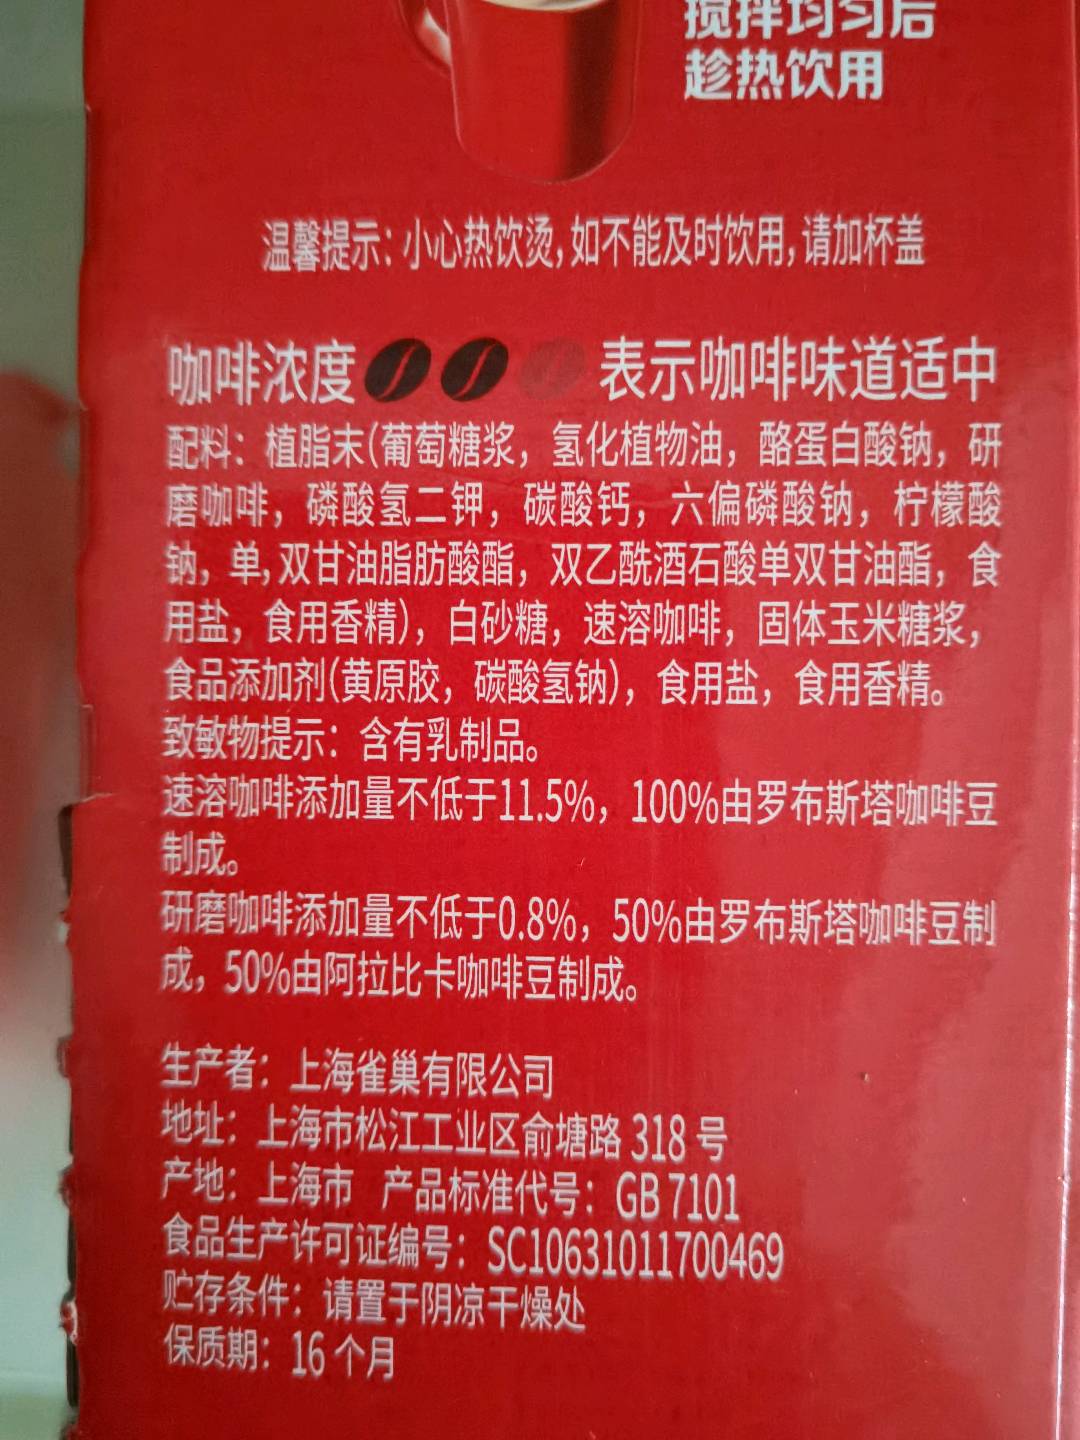 搅拌均匀后
趁热饮用
温馨提示: 小心热饮烫, 如不能及时饮用, 请加杯盖
咖啡浓度 表示咖啡味道适中
配料：植脂末(葡萄糖浆，氢化植物油，酪蛋白酸钠，研
磨咖啡，磷酸氢二钾，碳酸钙，六偏磷酸钠，柠檬酸
钠，单,双甘油脂肪酸酯，双乙酰酒石酸单双甘油酯，食
用盐，食用香精)，白砂糖，速溶咖啡，固体玉米糖浆，
食品添加剂(黄原胶，碳酸氢钠)，食用盐，食用香精。
致敏物提示：含有乳制品。
速溶咖啡添加量不低于11.5%，100%由罗布斯塔咖啡豆
制成。
研磨咖啡添加量不低于0.8%，50%由罗布斯塔咖啡豆制
成，50%由阿拉比卡咖啡豆制成。
生产者：上海雀巢有限公司
地址：上海市松江工业区俞塘路 318 号
产地：上海市 产品标准代号：GB 7101
食品生产许可证编号：SC10631011700469
贮存条件：请置于阴凉干燥处
保质期：16 个月